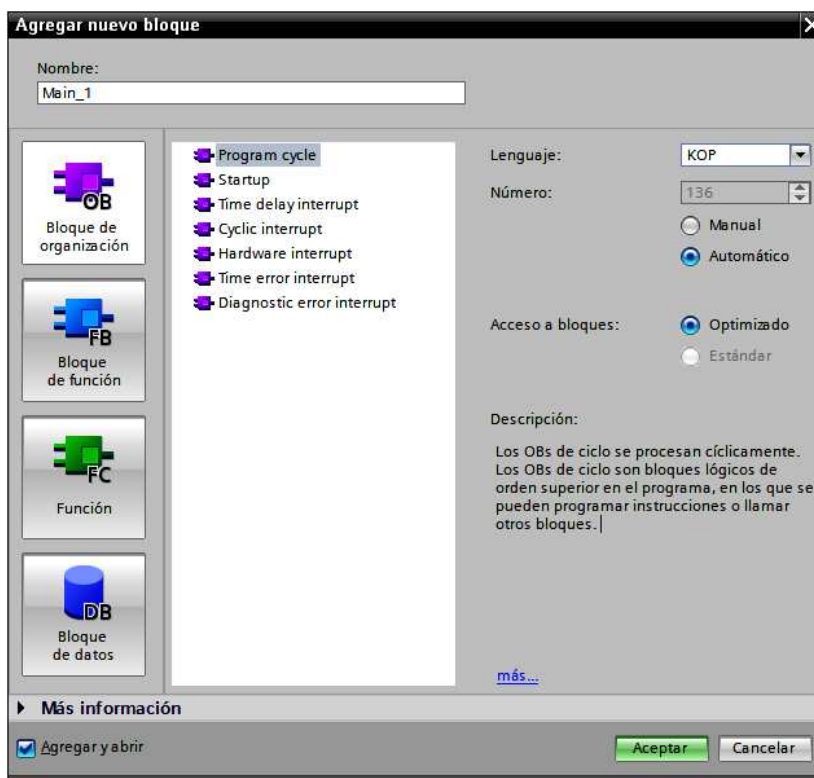 Agregar nuevo bloque
Nombre:
Main_1
OB
Bloque de
organización
FB
Bloque
de función
FC
Función
DB
Bloque
de datos
Program cycle
Startup
Time delay interrupt
Cyclic interrupt
Hardware interrupt
Time error interrupt
Diagnostic error interrupt
Lenguaje: KOP
Número: 136
Manual
Automático
Acceso a bloques: Optimizado
Estándar
Descripción:
Los OBs de ciclo se procesan cíclicamente.
Los OBs de ciclo son bloques lógicos de
orden superior en el programa, en los que se
pueden programar instrucciones o llamar
otros bloques.
más...
Más información
Agregar y abrir
Aceptar
Cancelar